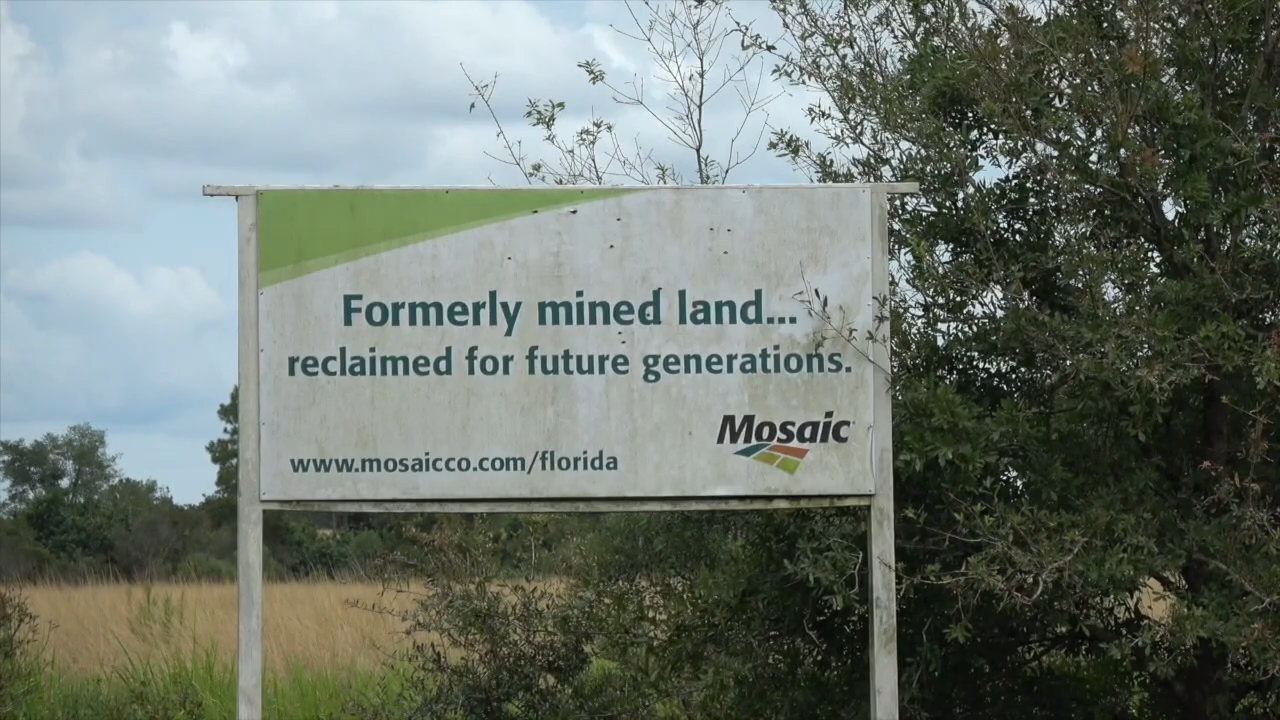 Formerly mined land...
reclaimed for future generations.
Mosaic
www.mosaicco.com/florida